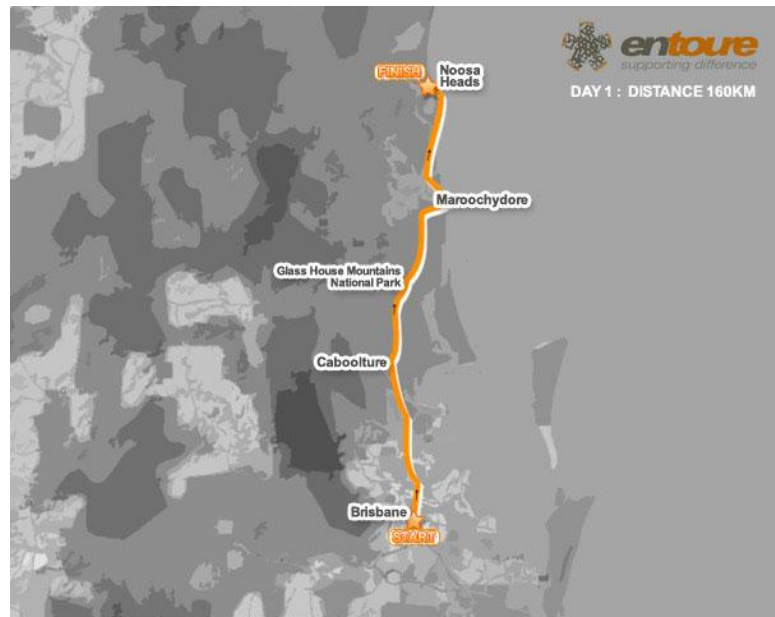 entoure
supporting difference
DAY 1 : DISTANCE 160KM
FINISH
Noosa
Heads
Maroochydore
Glass House Mountains
National Park
Caboolture
Brisbane
START